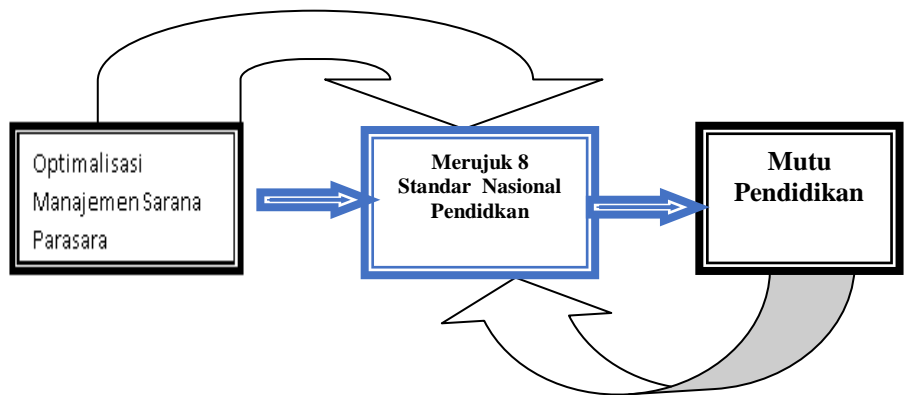 Optimalisasi
Manajemen Sarana
Parasara
Merujuk 8
Standar Nasional
Pendidkan
Mutu
Pendidikan